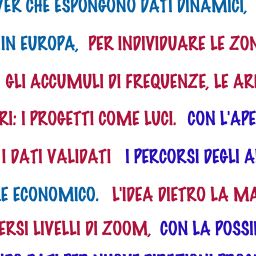 VER CHE ESPONGONO DATI DINAMICI,
IN EUROPA, PER INDIVIDUARE LE ZON
GLI ACCUMULI DI FREQUENZE, LE AR
RI: I PROGETTI COME LUCI. CON L'APE
I DATI VALIDATI I PERCORSI DEGLI A
E ECONOMICO. L'IDEA DIETRO LA MA
ERSI LIVELLI DI ZOOM, CON LA POSSI